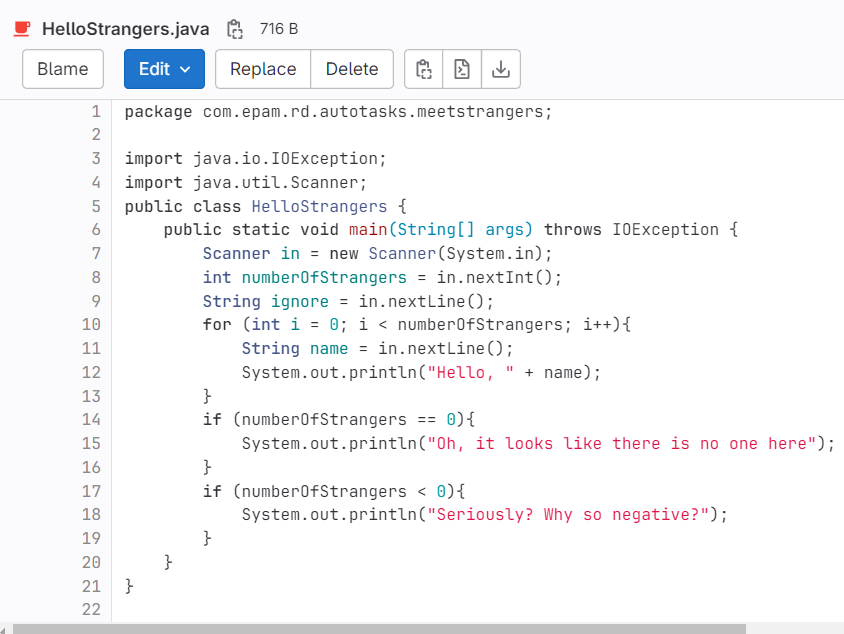 HelloStrangers.java 716 B
Blame Edit Replace Delete
1 package com.epam.rd.autotasks.meetstrangers;
2
3 import java.io.IOException;
4 import java.util.Scanner;
5 public class HelloStrangers {
6     public static void main(String[] args) throws IOException {
7         Scanner in = new Scanner(System.in);
8         int numberOfStrangers = in.nextInt();
9         String ignore = in.nextLine();
10         for (int i = 0; i < numberOfStrangers; i++){
11             String name = in.nextLine();
12             System.out.println("Hello, " + name);
13         }
14         if (numberOfStrangers == 0){
15             System.out.println("Oh, it looks like there is no one here");
16         }
17         if (numberOfStrangers < 0){
18             System.out.println("Seriously? Why so negative?");
19         }
20     }
21 }
22